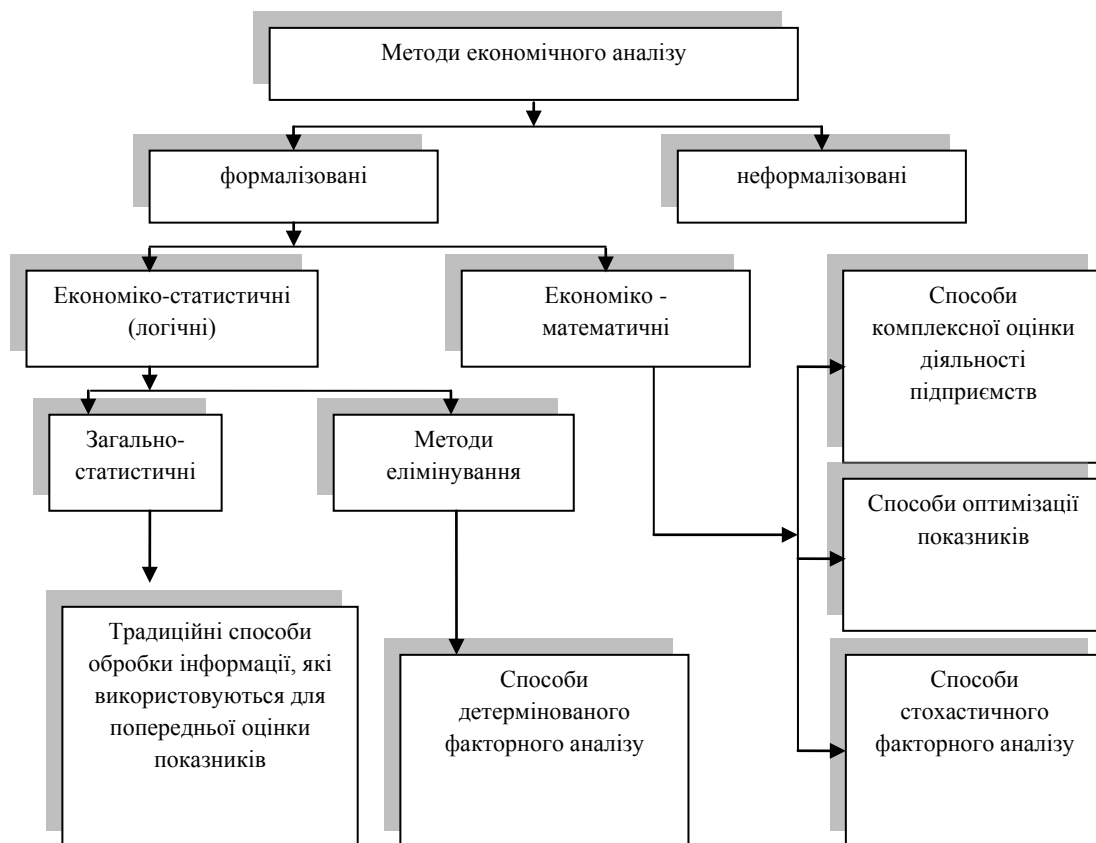 Методи економічного аналізу
формалізовані
неформалізовані
Економіко-статистичні
(логічні)
Економіко -
математичні
Способи
комплексної оцінки
діяльності
підприємств
Загально-
статистичні
Методи
елімінування
Способи оптимізації
показників
Традиційні способи
обробки інформації, які
використовуються для
попередньої оцінки
показників
Способи
детермінованого
факторного аналізу
Способи
стохастичного
факторного аналізу